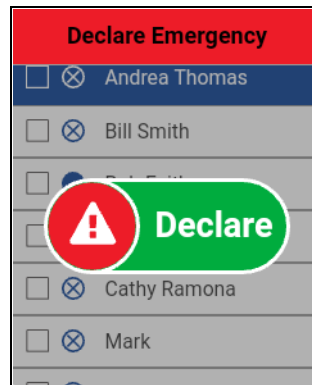 Declare Emergency
Andrea Thomas
Bill Smith
Declare
Cathy Ramona
Mark